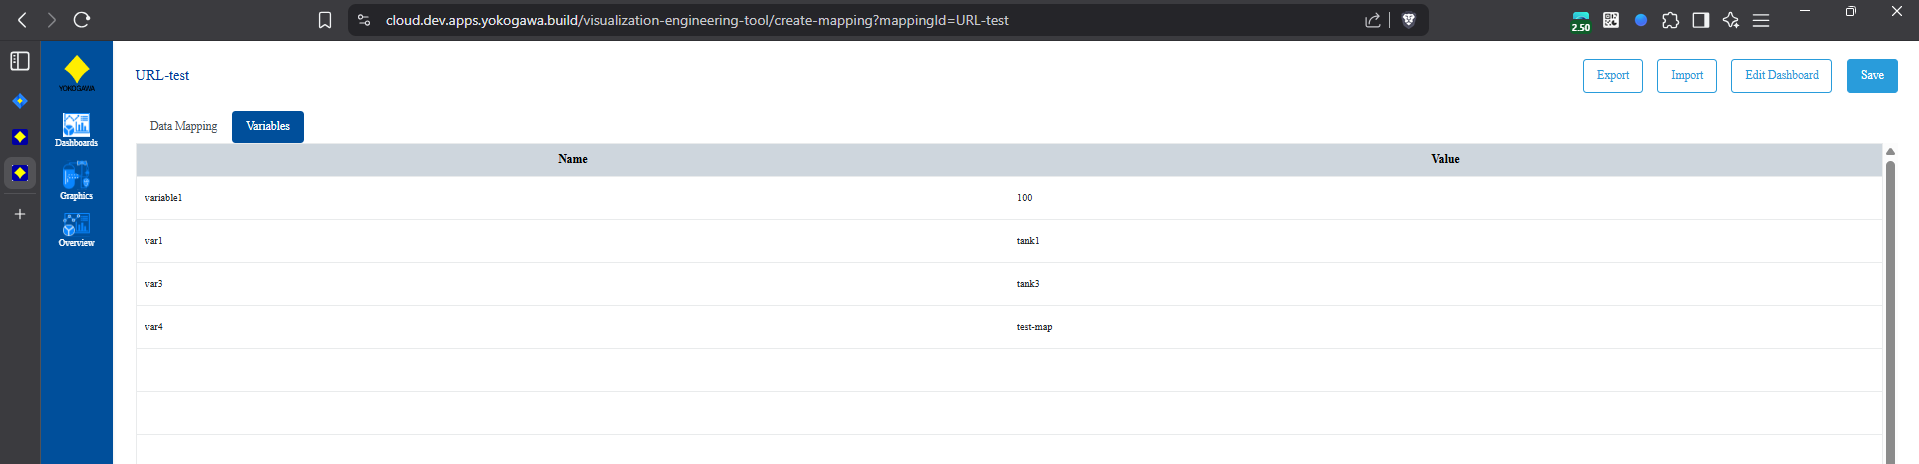 cloud.dev.apps.yokogawa.build/visualization-engineering-tool/create-mapping?mappingId=URL-test
2.50
YOKOGAWA
URL-test
Export Import Edit Dashboard Save
Dashboards
Data Mapping Variables
Name Value
Graphics
variable1 100
Overview
var1 tank1
var3 tank3
var4 test-map